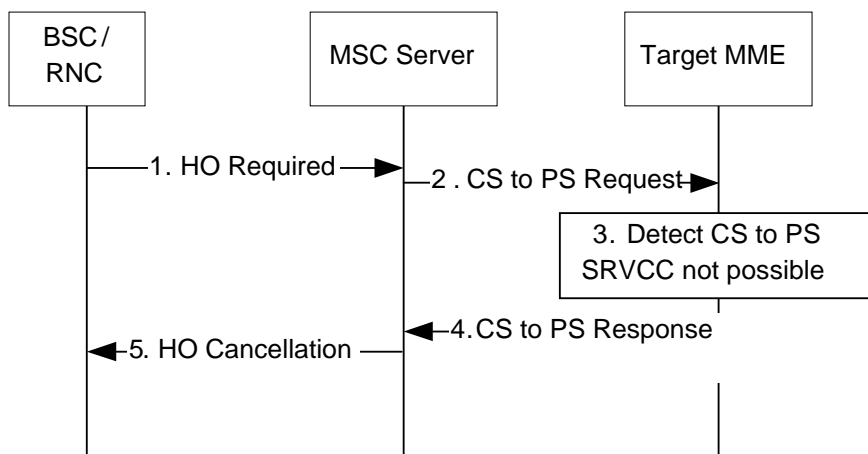 BSC/
RNC
MSC Server
Target MME
1. HO Required
2 . CS to PS Request
3. Detect CS to PS
SRVCC not possible
4.CS to PS Response
5. HO Cancellation